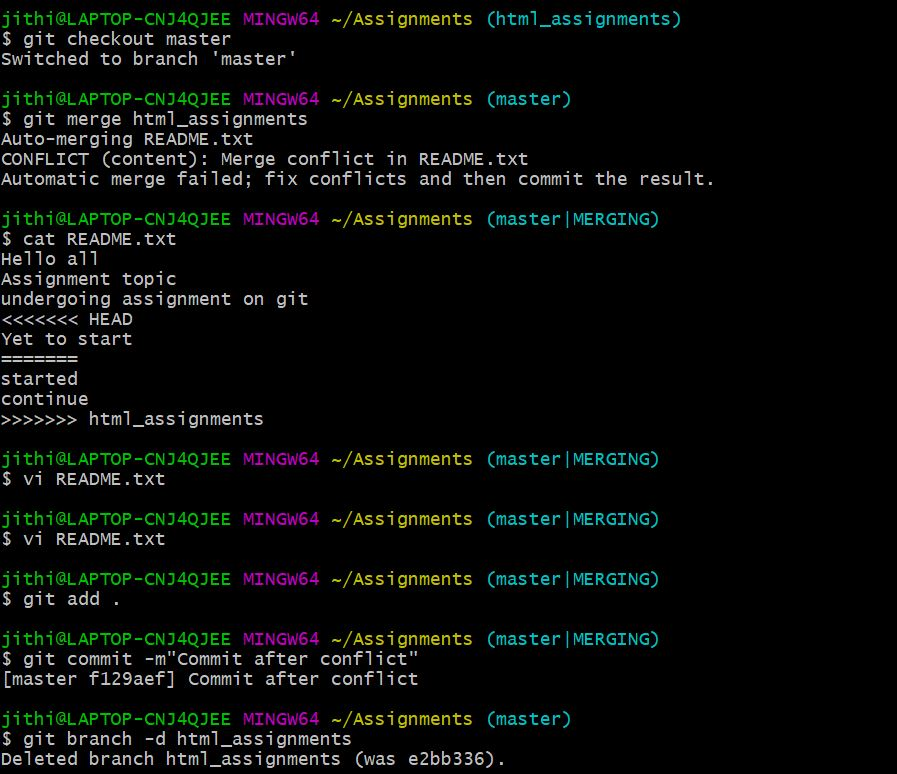 jithi@LAPTOP-CNJ4QJEE MINGW64 ~/Assignments (html_assignments)
$ git checkout master
Switched to branch 'master'
jithi@LAPTOP-CNJ4QJEE MINGW64 ~/Assignments (master)
$ git merge html_assignments
Auto-merging README.txt
CONFLICT (content): Merge conflict in README.txt
Automatic merge failed; fix conflicts and then commit the result.
jithi@LAPTOP-CNJ4QJEE MINGW64 ~/Assignments (master|MERGING)
$ cat README.txt
Hello all
Assignment topic
undergoing assignment on git
<<<<<<< HEAD
Yet to start
=======
started
continue
>>>>>>> html_assignments
jithi@LAPTOP-CNJ4QJEE MINGW64 ~/Assignments (master|MERGING)
$ vi README.txt
jithi@LAPTOP-CNJ4QJEE MINGW64 ~/Assignments (master|MERGING)
$ vi README.txt
jithi@LAPTOP-CNJ4QJEE MINGW64 ~/Assignments (master|MERGING)
$ git add .
jithi@LAPTOP-CNJ4QJEE MINGW64 ~/Assignments (master|MERGING)
$ git commit -m"Commit after conflict"
[master f129aef] Commit after conflict
jithi@LAPTOP-CNJ4QJEE MINGW64 ~/Assignments (master)
$ git branch -d html_assignments
Deleted branch html_assignments (was e2bb336).